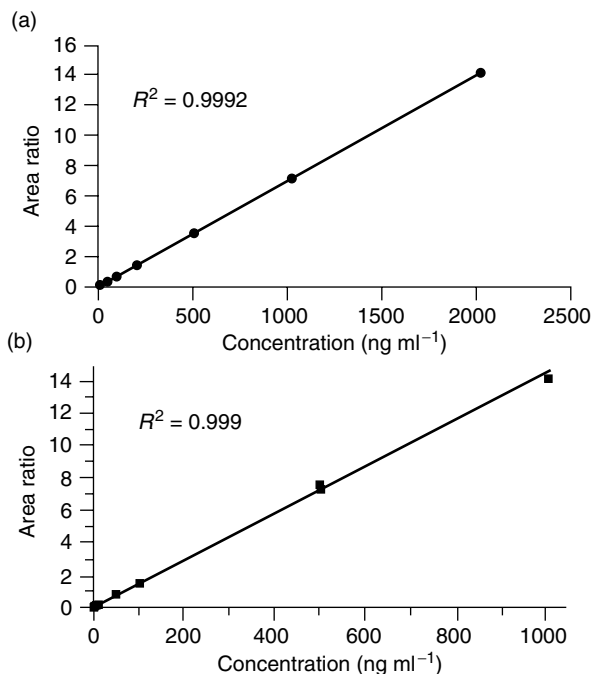 (a)
16
14
12
10
8
6
4
2
0
R² = 0.9992
Area ratio
0 500 1000 1500 2000 2500
Concentration (ng ml⁻¹)
(b)
14
12
10
8
6
4
2
0
R² = 0.999
Area ratio
0 200 400 600 800 1000
Concentration (ng ml⁻¹)